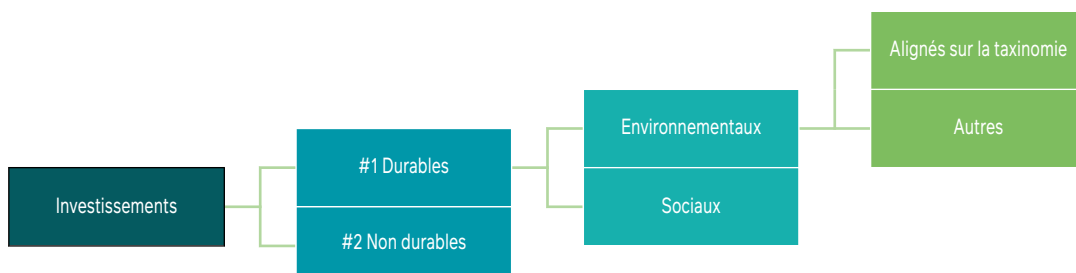 Investissements
#1 Durables
#2 Non durables
Environnementaux
Sociaux
Alignés sur la taxinomie
Autres